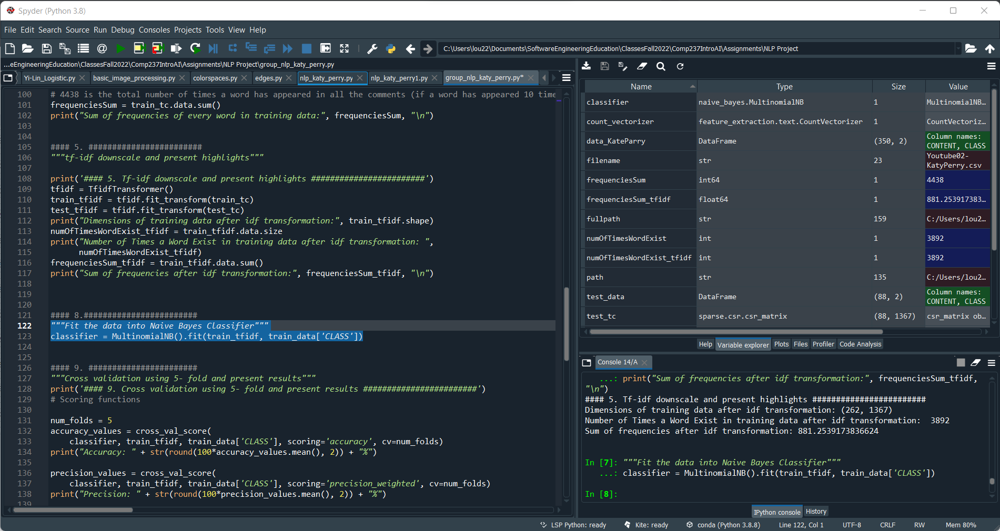 Spyder (Python 3.8)
File Edit Search Source Run Debug Consoles Projects Tools View Help
C:\Users\lou22\Documents\SoftwareEngineeringEducation\ClassesFall2022\Comp237IntroAI\Assignments\NLP Project
...eEngineeringEducation\ClassesFall2022\Comp237IntroAI\Assignments\NLP Project\group_nlp_katy_perry.py
Yi-Lin_Logistic.py basic_image_processing.py colorspaces.py edges.py nlp_katy_perry.py nlp_katy_perry1.py group_nlp_katy_perry.py*
100 # 4438 is the total number of times a word has appeared in all the comments (if a word has appeared 10 time
101 frequenciesSum = train_tc.data.sum()
102 print("Sum of frequencies of every word in training data:", frequenciesSum, "\n")
103
104
105 #### 5. ########################
106 """tf-idf downscale and present highlights"""
107
108 print('#### 5. Tf-idf downscale and present highlights ########################')
109 tfidf = TfidfTransformer()
110 train_tfidf = tfidf.fit_transform(train_tc)
111 test_tfidf = tfidf.fit_transform(test_tc)
112 print("Dimensions of training data after idf transformation:", train_tfidf.shape)
113 numOfTimesWordExist_tfidf = train_tfidf.data.size
114 print("Number of Times a Word Exist in training data after idf transformation: ",
115 numOfTimesWordExist_tfidf)
116 frequenciesSum_tfidf = train_tfidf.data.sum()
117 print("Sum of frequencies after idf transformation:", frequenciesSum_tfidf, "\n")
118
119
120
121 #### 8.########################
122 """Fit the data into Naive Bayes Classifier"""
123 classifier = MultinomialNB().fit(train_tfidf, train_data['CLASS'])
124
125
126 #### 9. #######################
127 """Cross validation using 5- fold and present results"""
128 print('#### 9. Cross validation using 5- fold and present results ########################')
129 # Scoring functions
130
131 num_folds = 5
132 accuracy_values = cross_val_score(
133 classifier, train_tfidf, train_data['CLASS'], scoring='accuracy', cv=num_folds)
134 print("Accuracy: " + str(round(100*accuracy_values.mean(), 2)) + "%")
135
136 precision_values = cross_val_score(
137 classifier, train_tfidf, train_data['CLASS'], scoring='precision_weighted', cv=num_folds)
138 print("Precision: " + str(round(100*precision_values.mean(), 2)) + "%")
139
Name Type Size Value
classifier naive_bayes.MultinomialNB 1 MultinomialNB…
count_vectorizer feature_extraction.text.CountVectorizer 1 CountVectoriz…
data_KateParry DataFrame (350, 2) Column names:
CONTENT, CLASS
filename str 23 Youtube02-
KatyPerry.csv
frequenciesSum int64 1 4438
frequenciesSum_tfidf float64 1 881.253917383…
fullpath str 159 C:/Users/lou2…
numOfTimesWordExist int 1 3892
numOfTimesWordExist_tfidf int 1 3892
path str 135 C:/Users/lou2…
test_data DataFrame (88, 2) Column names:
CONTENT, CLASS
test_tc sparse.csr.csr_matrix (88, 1367) csr_matrix ob…
Help Variable explorer Plots Files Profiler Code Analysis
Console 14/A
...: print("Sum of frequencies after idf transformation:", frequenciesSum_tfidf,
"\n")
#### 5. Tf-idf downscale and present highlights ########################
Dimensions of training data after idf transformation: (262, 1367)
Number of Times a Word Exist in training data after idf transformation:  3892
Sum of frequencies after idf transformation: 881.2539173836624
In [7]: """Fit the data into Naive Bayes Classifier"""
...: classifier = MultinomialNB().fit(train_tfidf, train_data['CLASS'])
In [8]:
IPython console History
LSP Python: ready Kite: ready conda (Python 3.8.8) Line 122, Col 1 UTF-8 CRLF RW Mem 80%